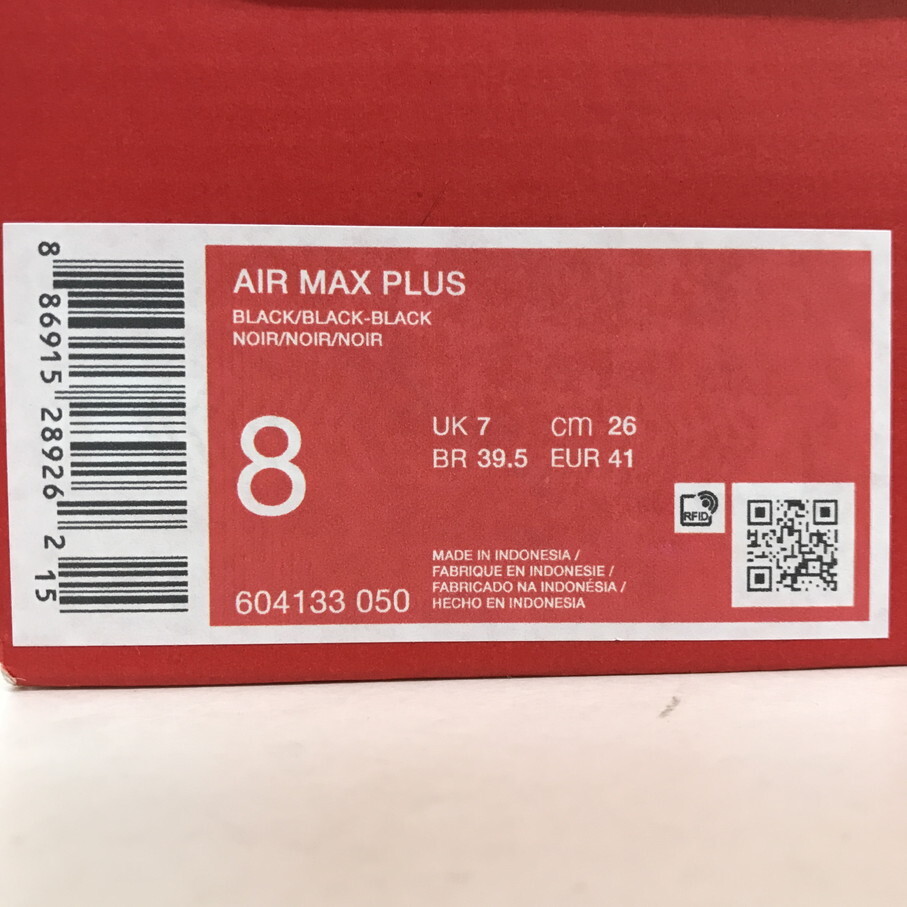 8 86915 28926 2 15
AIR MAX PLUS
BLACK/BLACK-BLACK
NOIR/NOIR/NOIR
8
UK 7 cm 26
BR 39.5 EUR 41
RFID
MADE IN INDONESIA /
FABRIQUE EN INDONESIE /
FABRICADO NA INDONÉSIA /
HECHO EN INDONESIA
604133 050